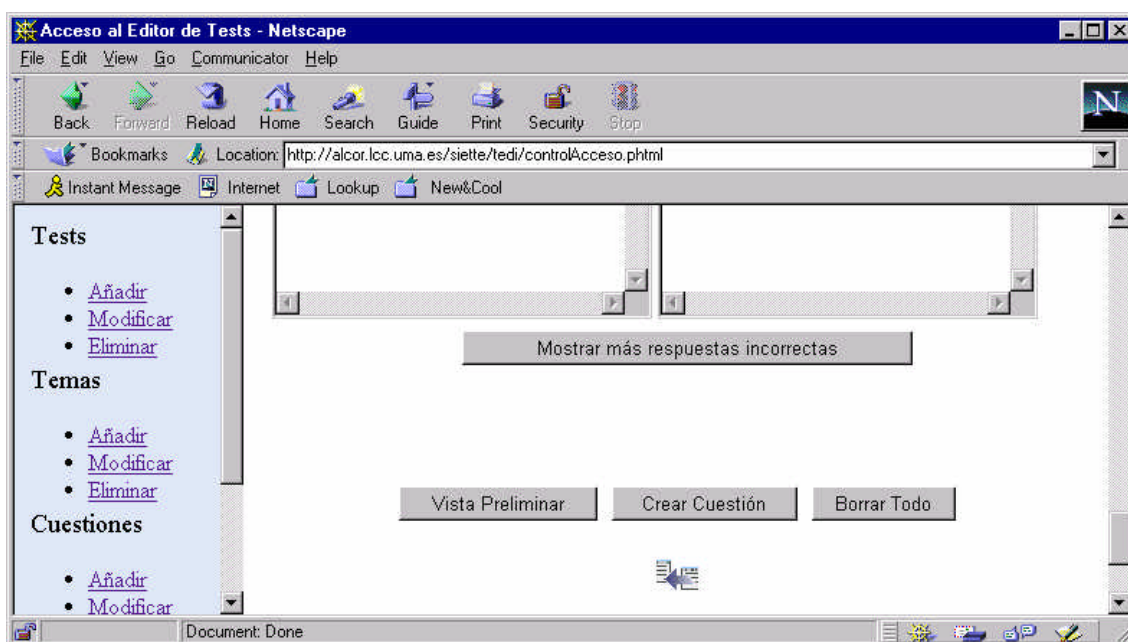 Acceso al Editor de Tests - Netscape
File Edit View Go Communicator Help
Back Forward Reload Home Search Guide Print Security Stop
N
Bookmarks Location: http://alcor.lcc.uma.es/siette/tedi/controlAcceso.phtml
Instant Message Internet Lookup New&Cool
Tests
Añadir
Modificar
Eliminar
Temas
Añadir
Modificar
Eliminar
Cuestiones
Añadir
Modificar
Mostrar más respuestas incorrectas
Vista Preliminar Crear Cuestión Borrar Todo
Document: Done